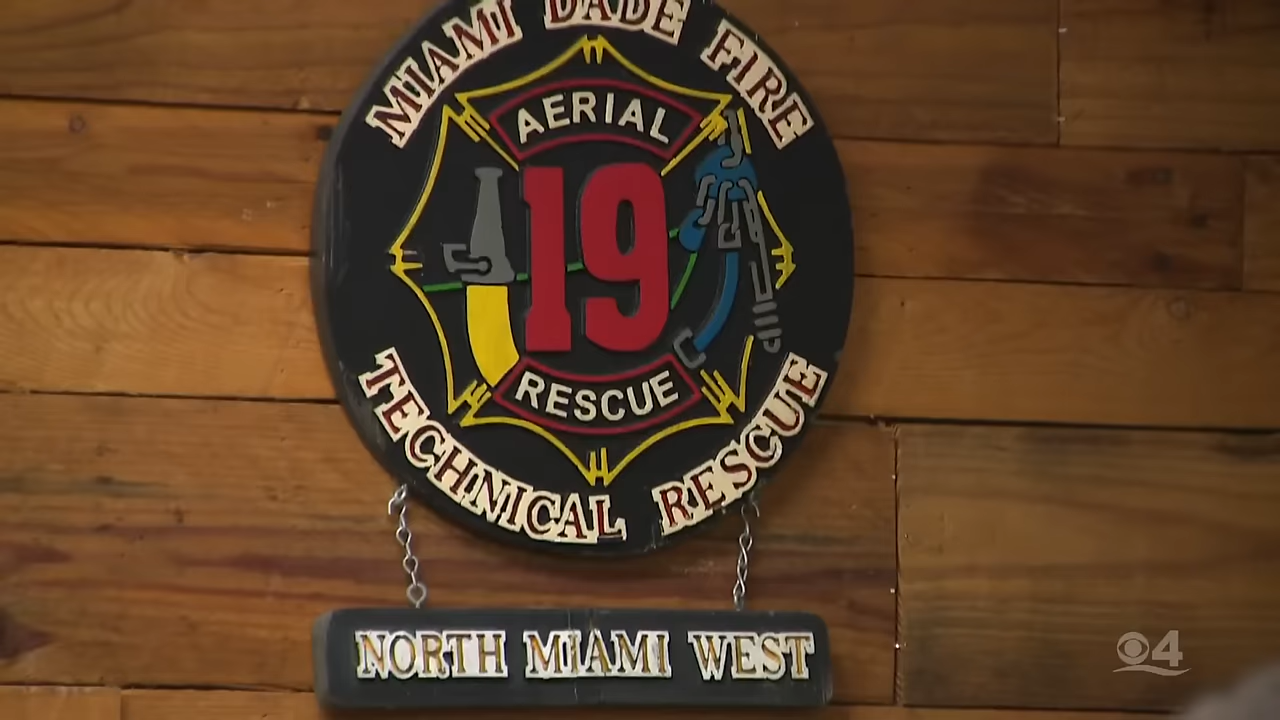 MIAMI DADE FIRE
AERIAL
19
RESCUE
TECHNICAL RESCUE
NORTH MIAMI WEST
4